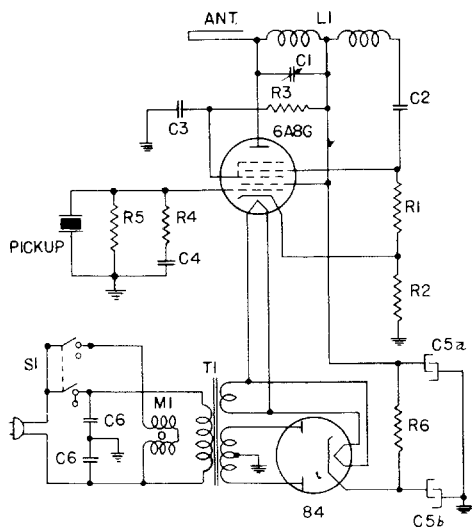 ANT.
L1
C1
R3
C2
C3
6A8G
R5
R4
R1
PICKUP
C4
R2
C5a
S1
T1
M1
C6
R6
C6
84
C5b